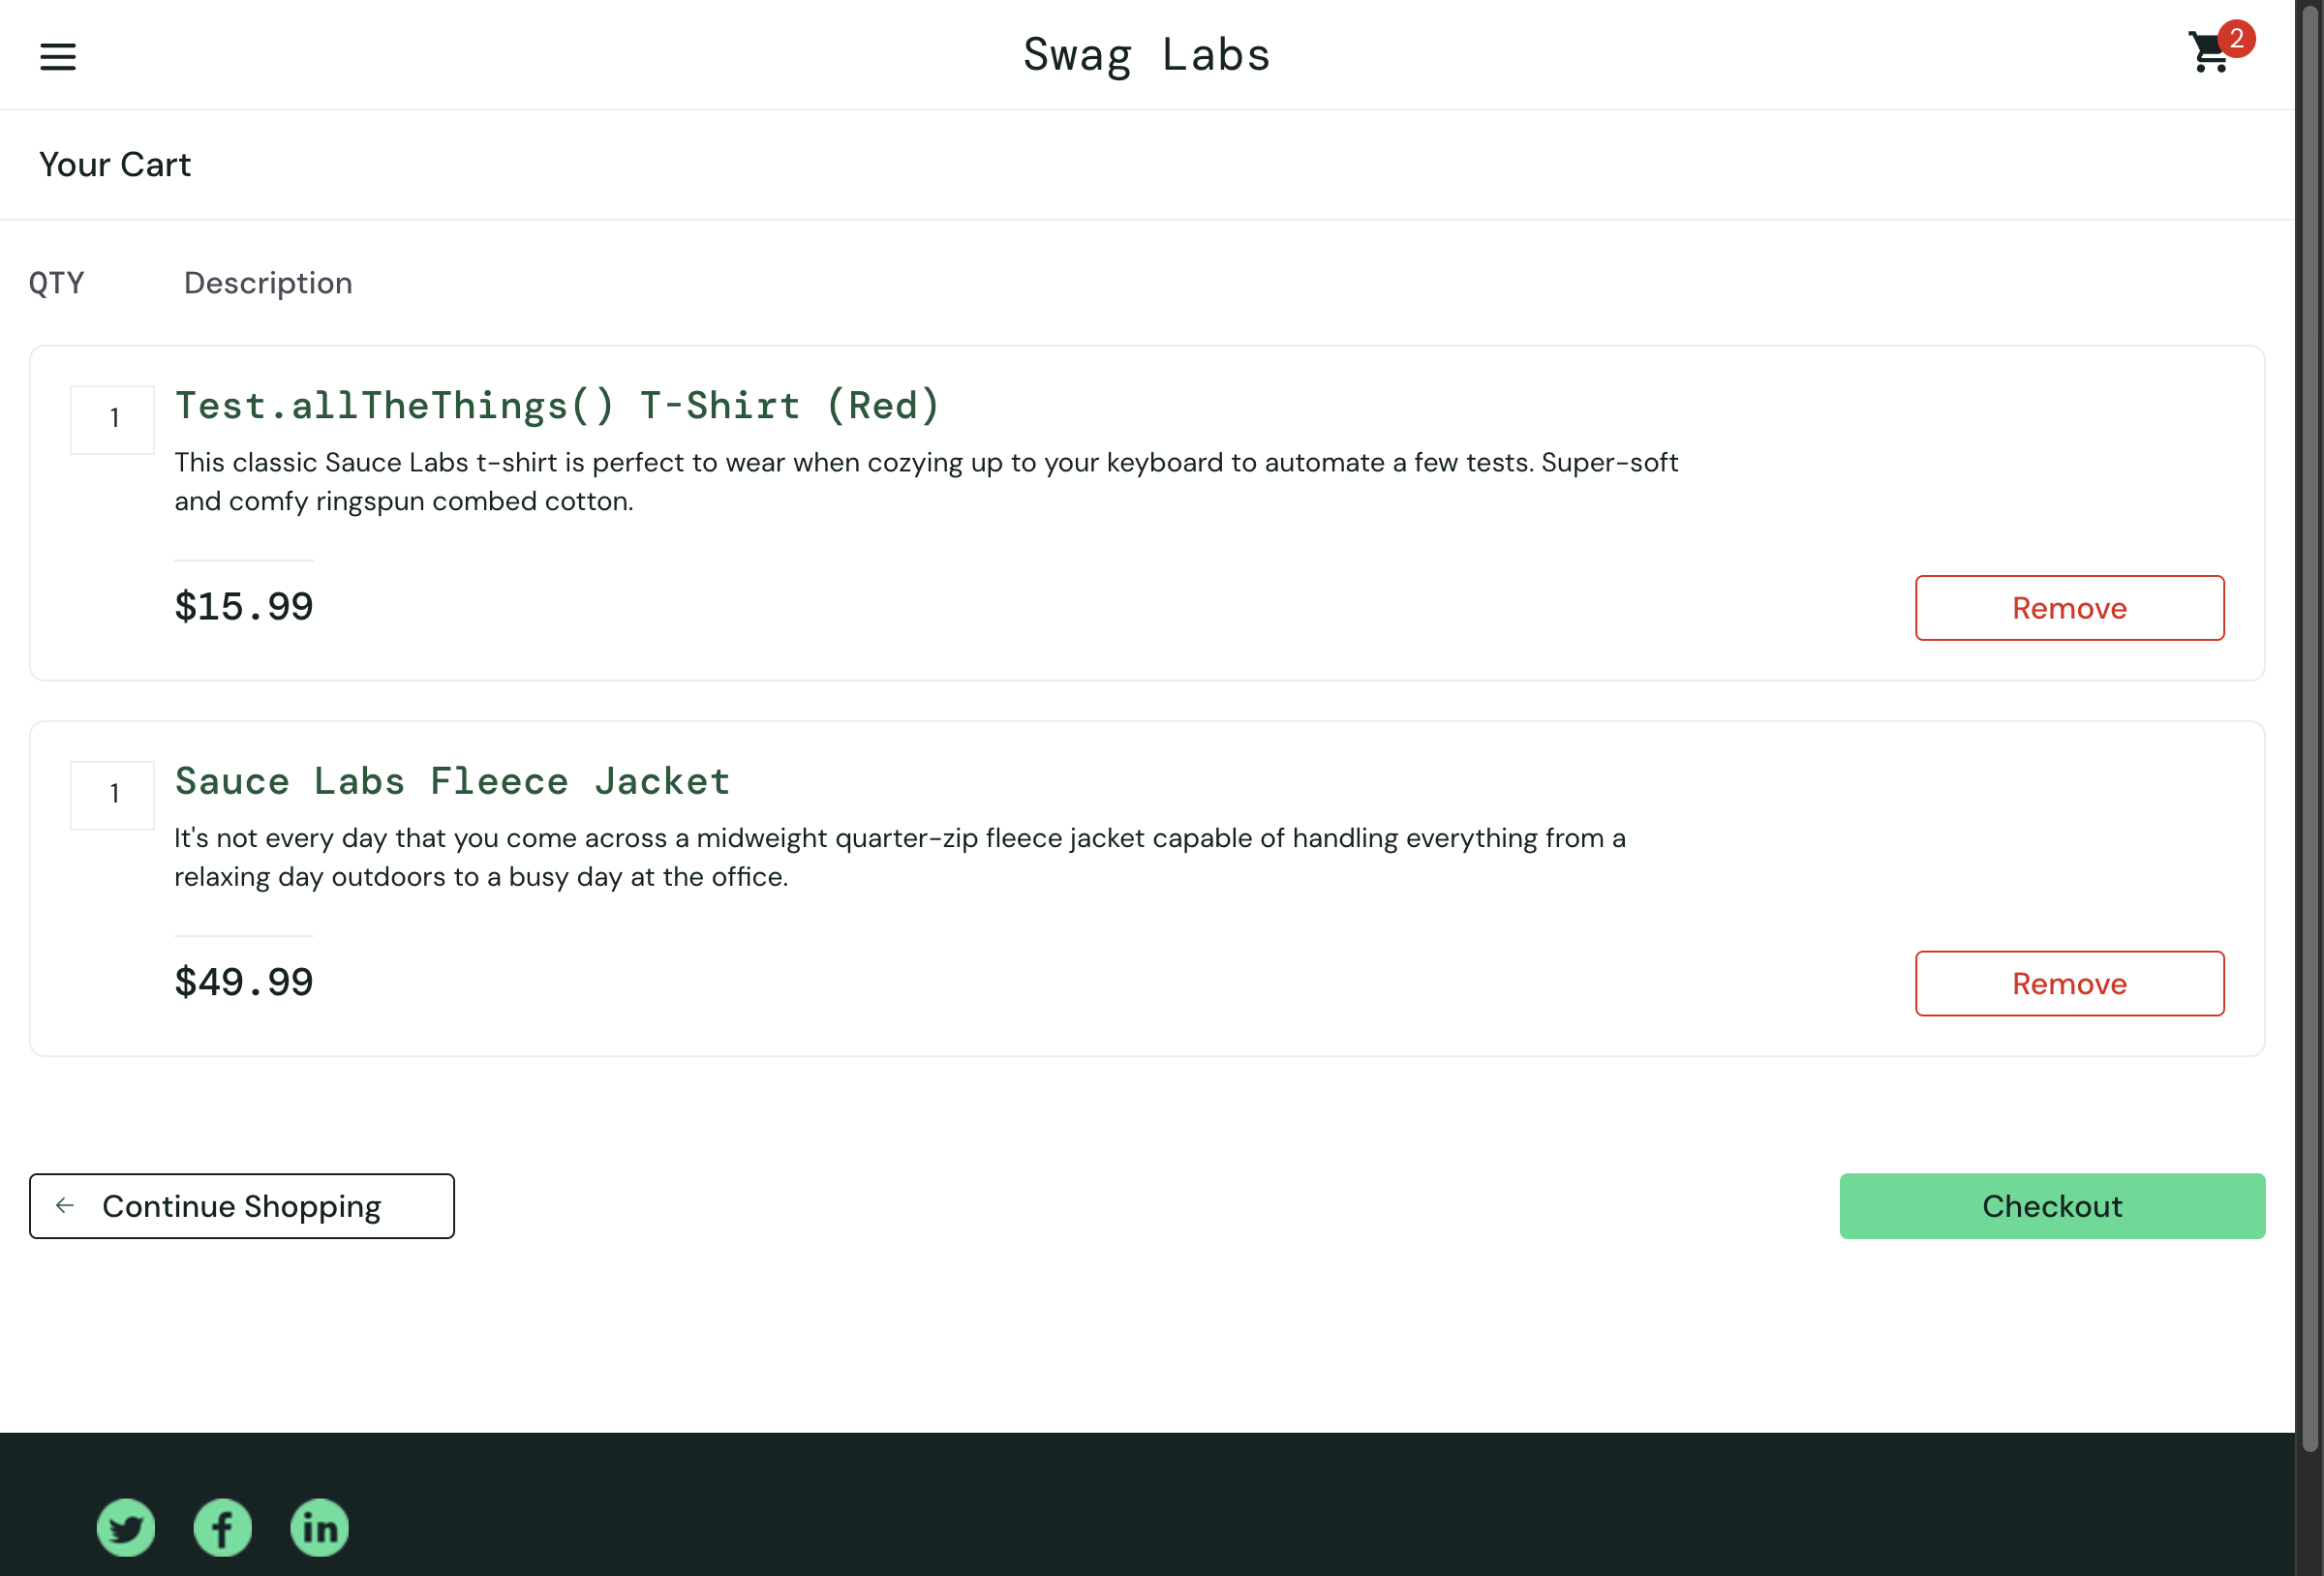 Swag Labs
2
Your Cart
QTY Description
1
Test.allTheThings() T-Shirt (Red)
This classic Sauce Labs t-shirt is perfect to wear when cozying up to your keyboard to automate a few tests. Super-soft
and comfy ringspun combed cotton.
$15.99
Remove
1
Sauce Labs Fleece Jacket
It's not every day that you come across a midweight quarter-zip fleece jacket capable of handling everything from a
relaxing day outdoors to a busy day at the office.
$49.99
Remove
Continue Shopping
Checkout
f
in